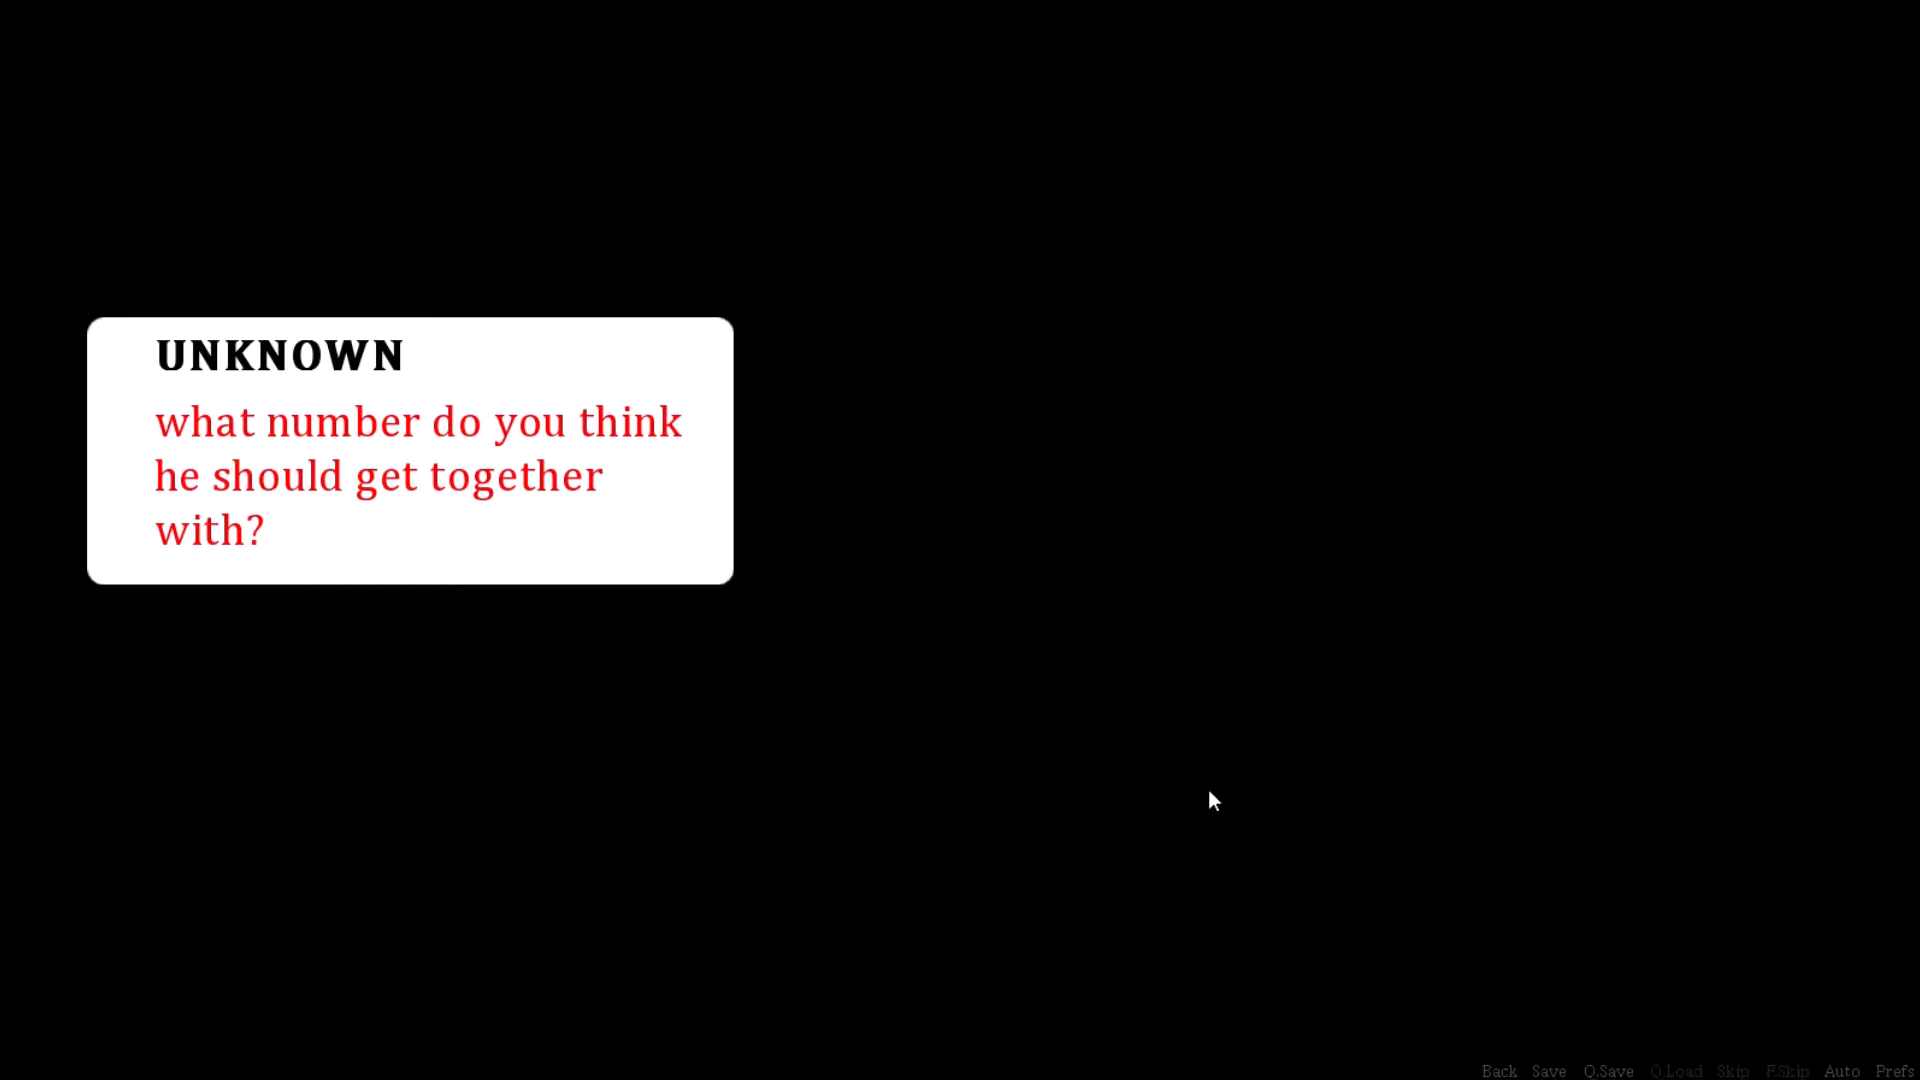 UNKNOWN
what number do you think
he should get together
with?
Back Save Q.Save Q.Load Skip F.Skip Auto Prefs